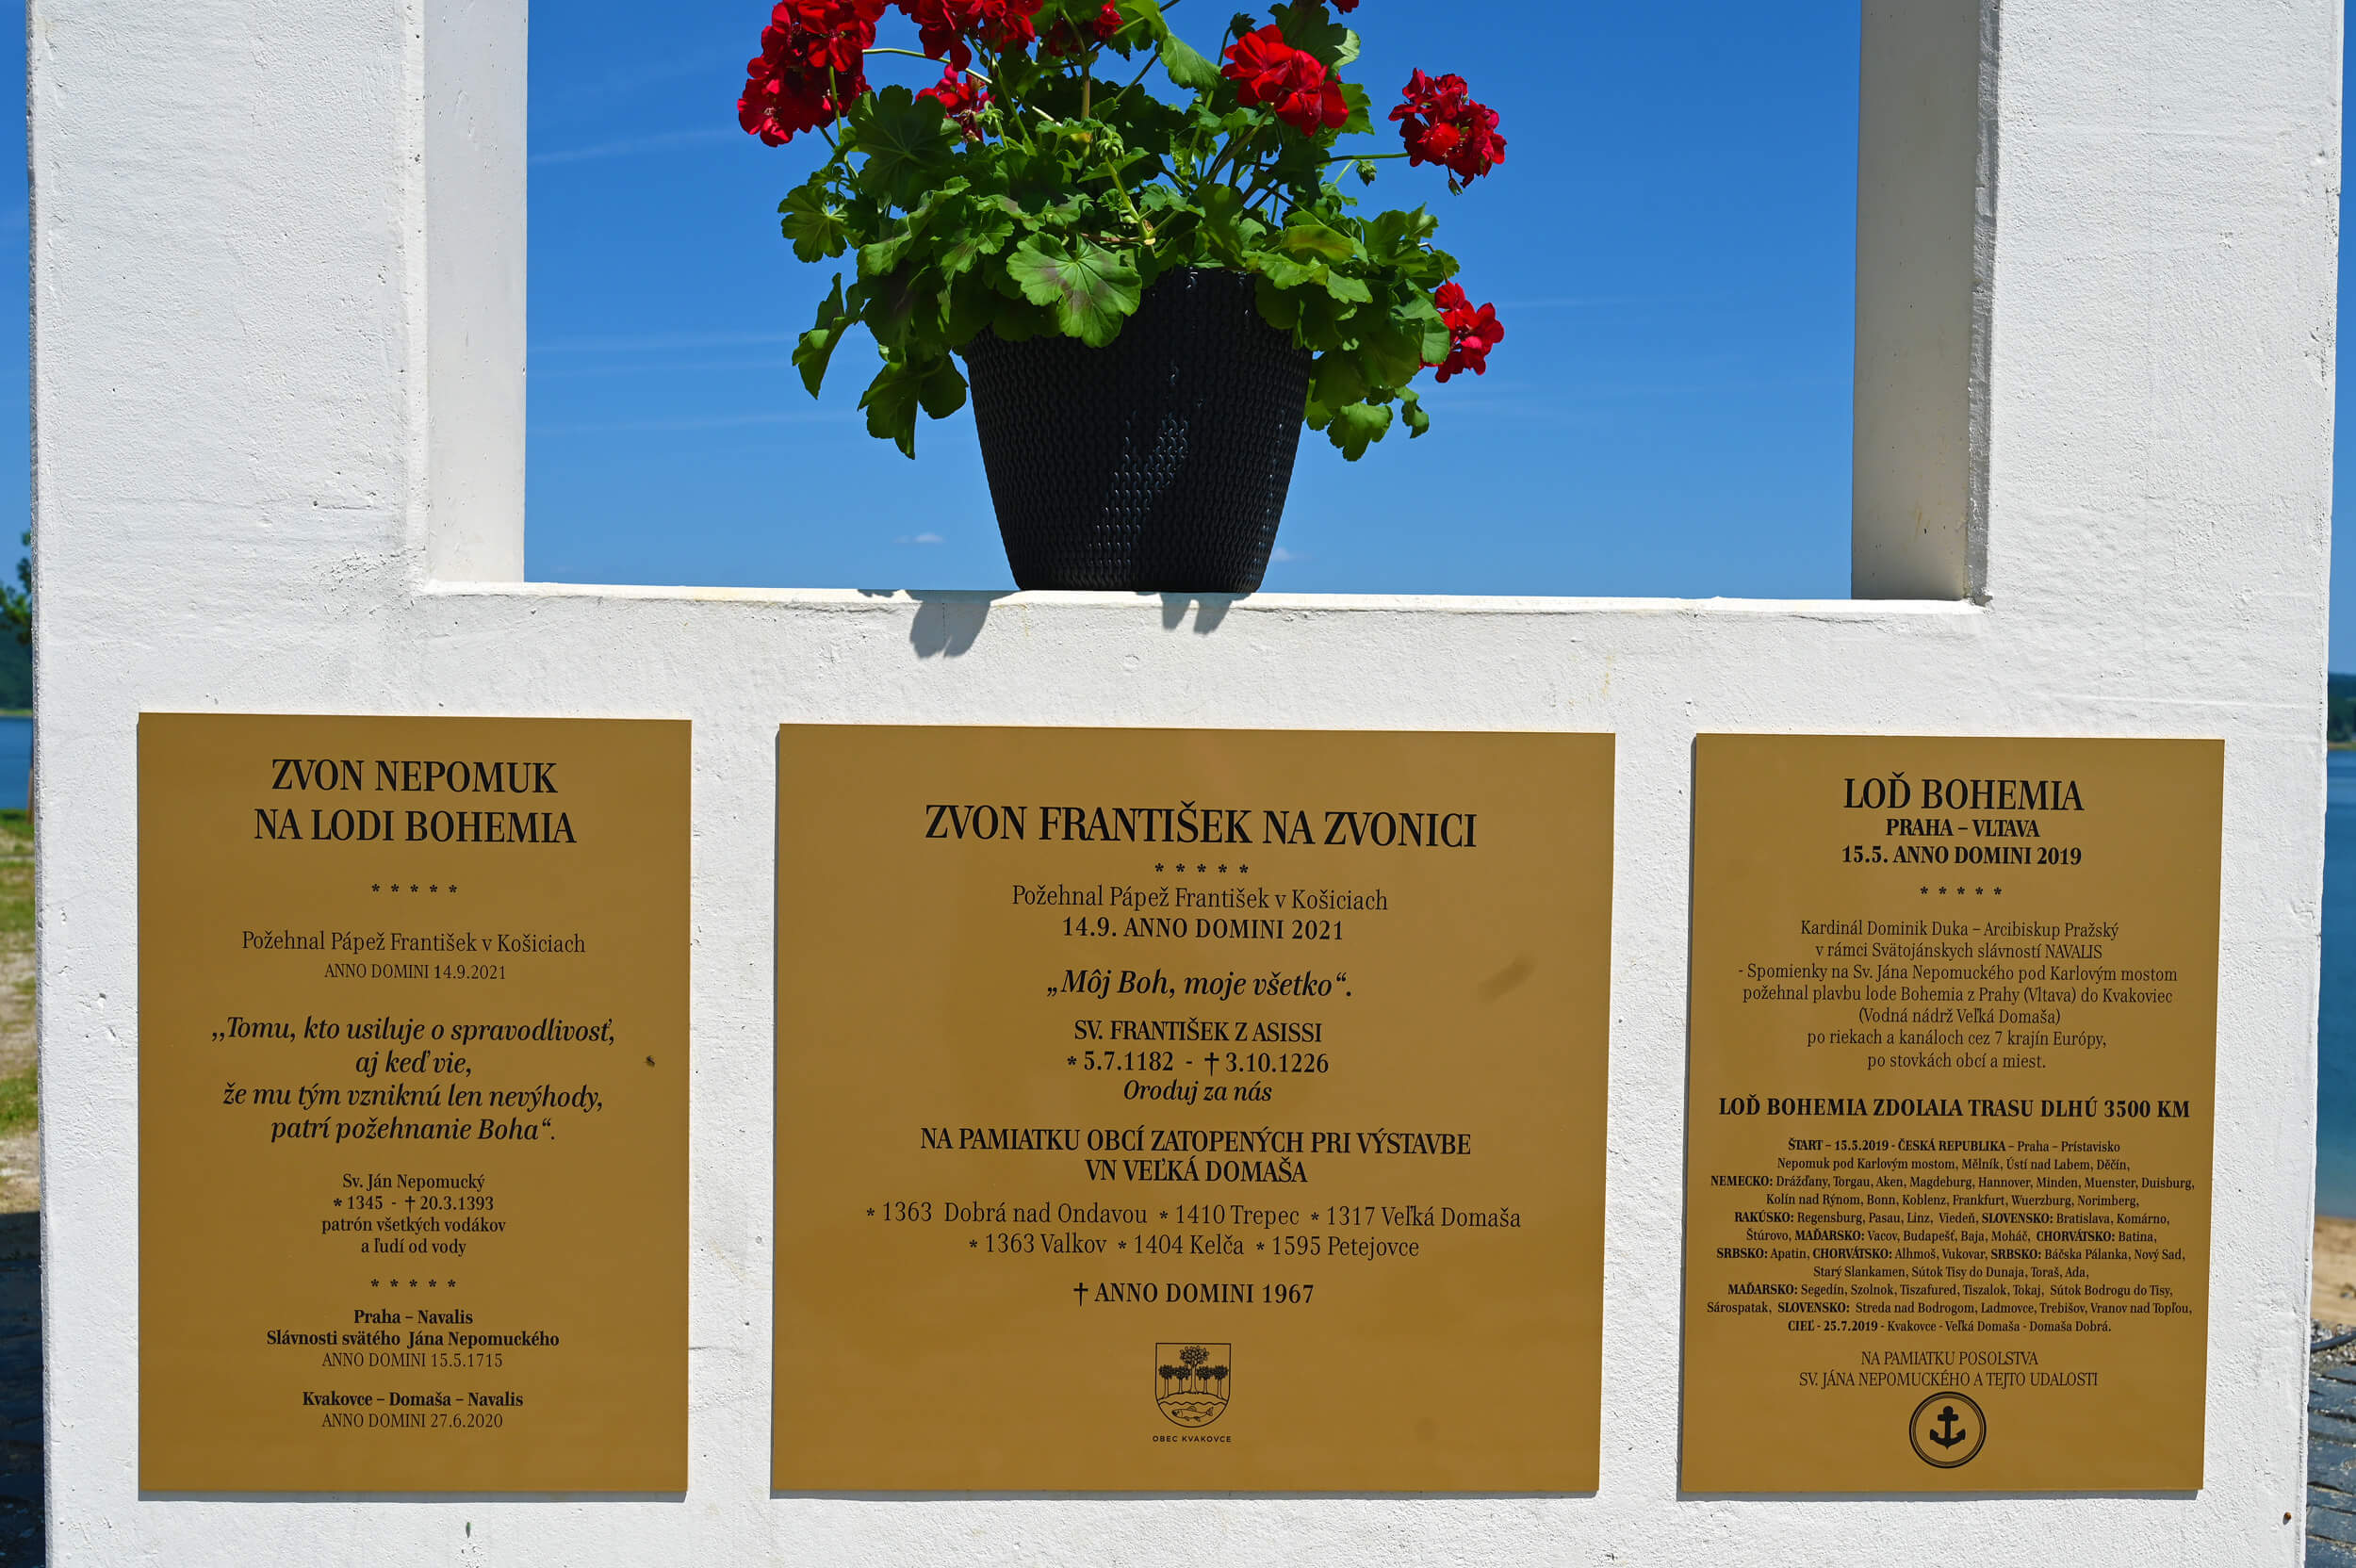 ZVON NEPOMUK
NA LODI BOHEMIA
* * * * *
Požehnal Pápež František v Košiciach
ANNO DOMINI 14.9.2021
,,Tomu, kto usiluje o spravodlivosť,
aj keď vie,
že mu tým vzniknú len nevýhody,
patrí požehnanie Boha“.
Sv. Ján Nepomucký
* 1345 - † 20.3.1393
patrón všetkých vodákov
a ľudí od vody
* * * * *
Praha – Navalis
Slávnosti svätého Jána Nepomuckého
ANNO DOMINI 15.5.1715
Kvakovce – Domaša – Navalis
ANNO DOMINI 27.6.2020
ZVON FRANTIŠEK NA ZVONICI
* * * * *
Požehnal Pápež František v Košiciach
14.9. ANNO DOMINI 2021
„Môj Boh, moje všetko“.
SV. FRANTIŠEK Z ASISSI
* 5.7.1182 - † 3.10.1226
Oroduj za nás
NA PAMIATKU OBCÍ ZATOPENÝCH PRI VÝSTAVBE
VN VEĽKÁ DOMAŠA
* 1363 Dobrá nad Ondavou * 1410 Trepec * 1317 Veľká Domaša
* 1363 Valkov * 1404 Kelča * 1595 Petejovce
† ANNO DOMINI 1967
OBEC KVAKOVCE
LOĎ BOHEMIA
PRAHA – VLTAVA
15.5. ANNO DOMINI 2019
* * * * *
Kardinál Dominik Duka – Arcibiskup Pražský
v rámci Svätojánskych slávností NAVALIS
- Spomienky na Sv. Jána Nepomuckého pod Karlovým mostom
požehnal plavbu lode Bohemia z Prahy (Vltava) do Kvakoviec
(Vodná nádrž Veľká Domaša)
po riekach a kanáloch cez 7 krajín Európy,
po stovkách obcí a miest.
LOĎ BOHEMIA ZDOLALA TRASU DLHÚ 3500 KM
ŠTART – 15.5.2019 - ČESKÁ REPUBLIKA – Praha – Prístavisko
Nepomuk pod Karlovým mostom, Mělník, Ústí nad Labem, Děčín,
NEMECKO: Drážďany, Torgau, Aken, Magdeburg, Hannover, Minden, Muenster, Duisburg,
Kolín nad Rýnom, Bonn, Koblenz, Frankfurt, Wuerzburg, Norimberg,
RAKÚSKO: Regensburg, Pasau, Linz, Viedeň, SLOVENSKO: Bratislava, Komárno,
Štúrovo, MAĎARSKO: Vacov, Budapešť, Baja, Moháč, CHORVÁTSKO: Batina,
SRBSKO: Apatin, CHORVÁTSKO: Alhmoš, Vukovar, SRBSKO: Báčska Pálanka, Nový Sad,
Starý Slankamen, Sútok Tisy do Dunaja, Toraš, Ada,
MAĎARSKO: Segedín, Szolnok, Tiszafured, Tiszalok, Tokaj, Sútok Bodrogu do Tisy,
Sárospatak, SLOVENSKO: Streda nad Bodrogom, Ladmovce, Trebišov, Vranov nad Topľou,
CIEĽ - 25.7.2019 - Kvakovce - Veľká Domaša - Domaša Dobrá.
NA PAMIATKU POSOLSTVA
SV. JÁNA NEPOMUCKÉHO A TEJTO UDALOSTI